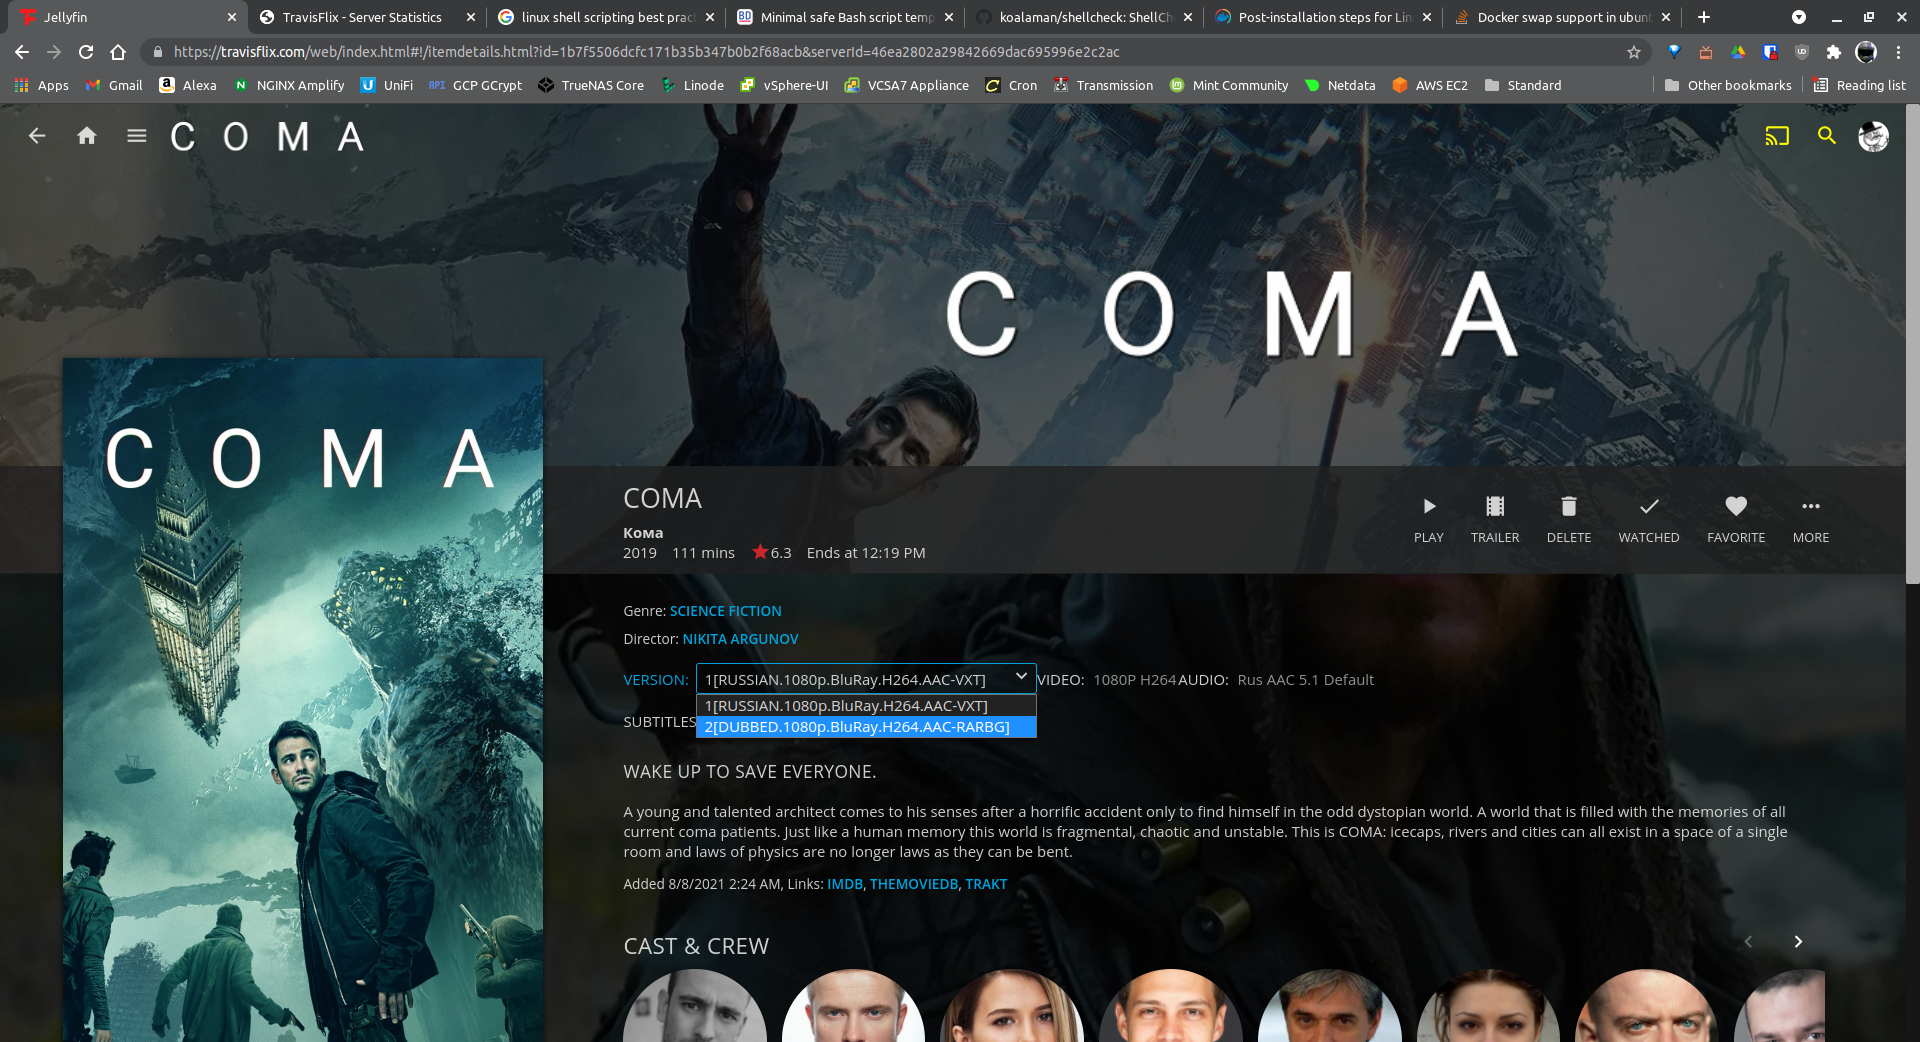 Jellyfin
TravisFlix - Server Statistics
linux shell scripting best prac
Minimal safe Bash script temp
koalaman/shellcheck: ShellCh
Post-installation steps for Lin
Docker swap support in ubunt
https://travisflix.com/web/index.html#!/itemdetails.html?id=1b7f5506dcfc171b35b347b0b2f68acb&serverId=46ea2802a29842669dac695996e2c2ac
Apps
Gmail
Alexa
NGINX Amplify
UniFi
API GCP GCrypt
TrueNAS Core
Linode
vSphere-UI
VCSA7 Appliance
Cron
Transmission
Mint Community
Netdata
AWS EC2
Standard
Other bookmarks
Reading list
COMA
COMA
COMA
COMA
Кома
2019 111 mins 6.3 Ends at 12:19 PM
PLAY
TRAILER
DELETE
WATCHED
FAVORITE
MORE
Genre: SCIENCE FICTION
Director: NIKITA ARGUNOV
VERSION: 1[RUSSIAN.1080p.BluRay.H264.AAC-VXT] VIDEO: 1080P H264 AUDIO: Rus AAC 5.1 Default
1[RUSSIAN.1080p.BluRay.H264.AAC-VXT]
SUBTITLES 2[DUBBED.1080p.BluRay.H264.AAC-RARBG]
WAKE UP TO SAVE EVERYONE.
A young and talented architect comes to his senses after a horrific accident only to find himself in the odd dystopian world. A world that is filled with the memories of all
current coma patients. Just like a human memory this world is fragmental, chaotic and unstable. This is COMA: icecaps, rivers and cities can all exist in a space of a single
room and laws of physics are no longer laws as they can be bent.
Added 8/8/2021 2:24 AM, Links: IMDB, THEMOVIEDB, TRAKT
CAST & CREW